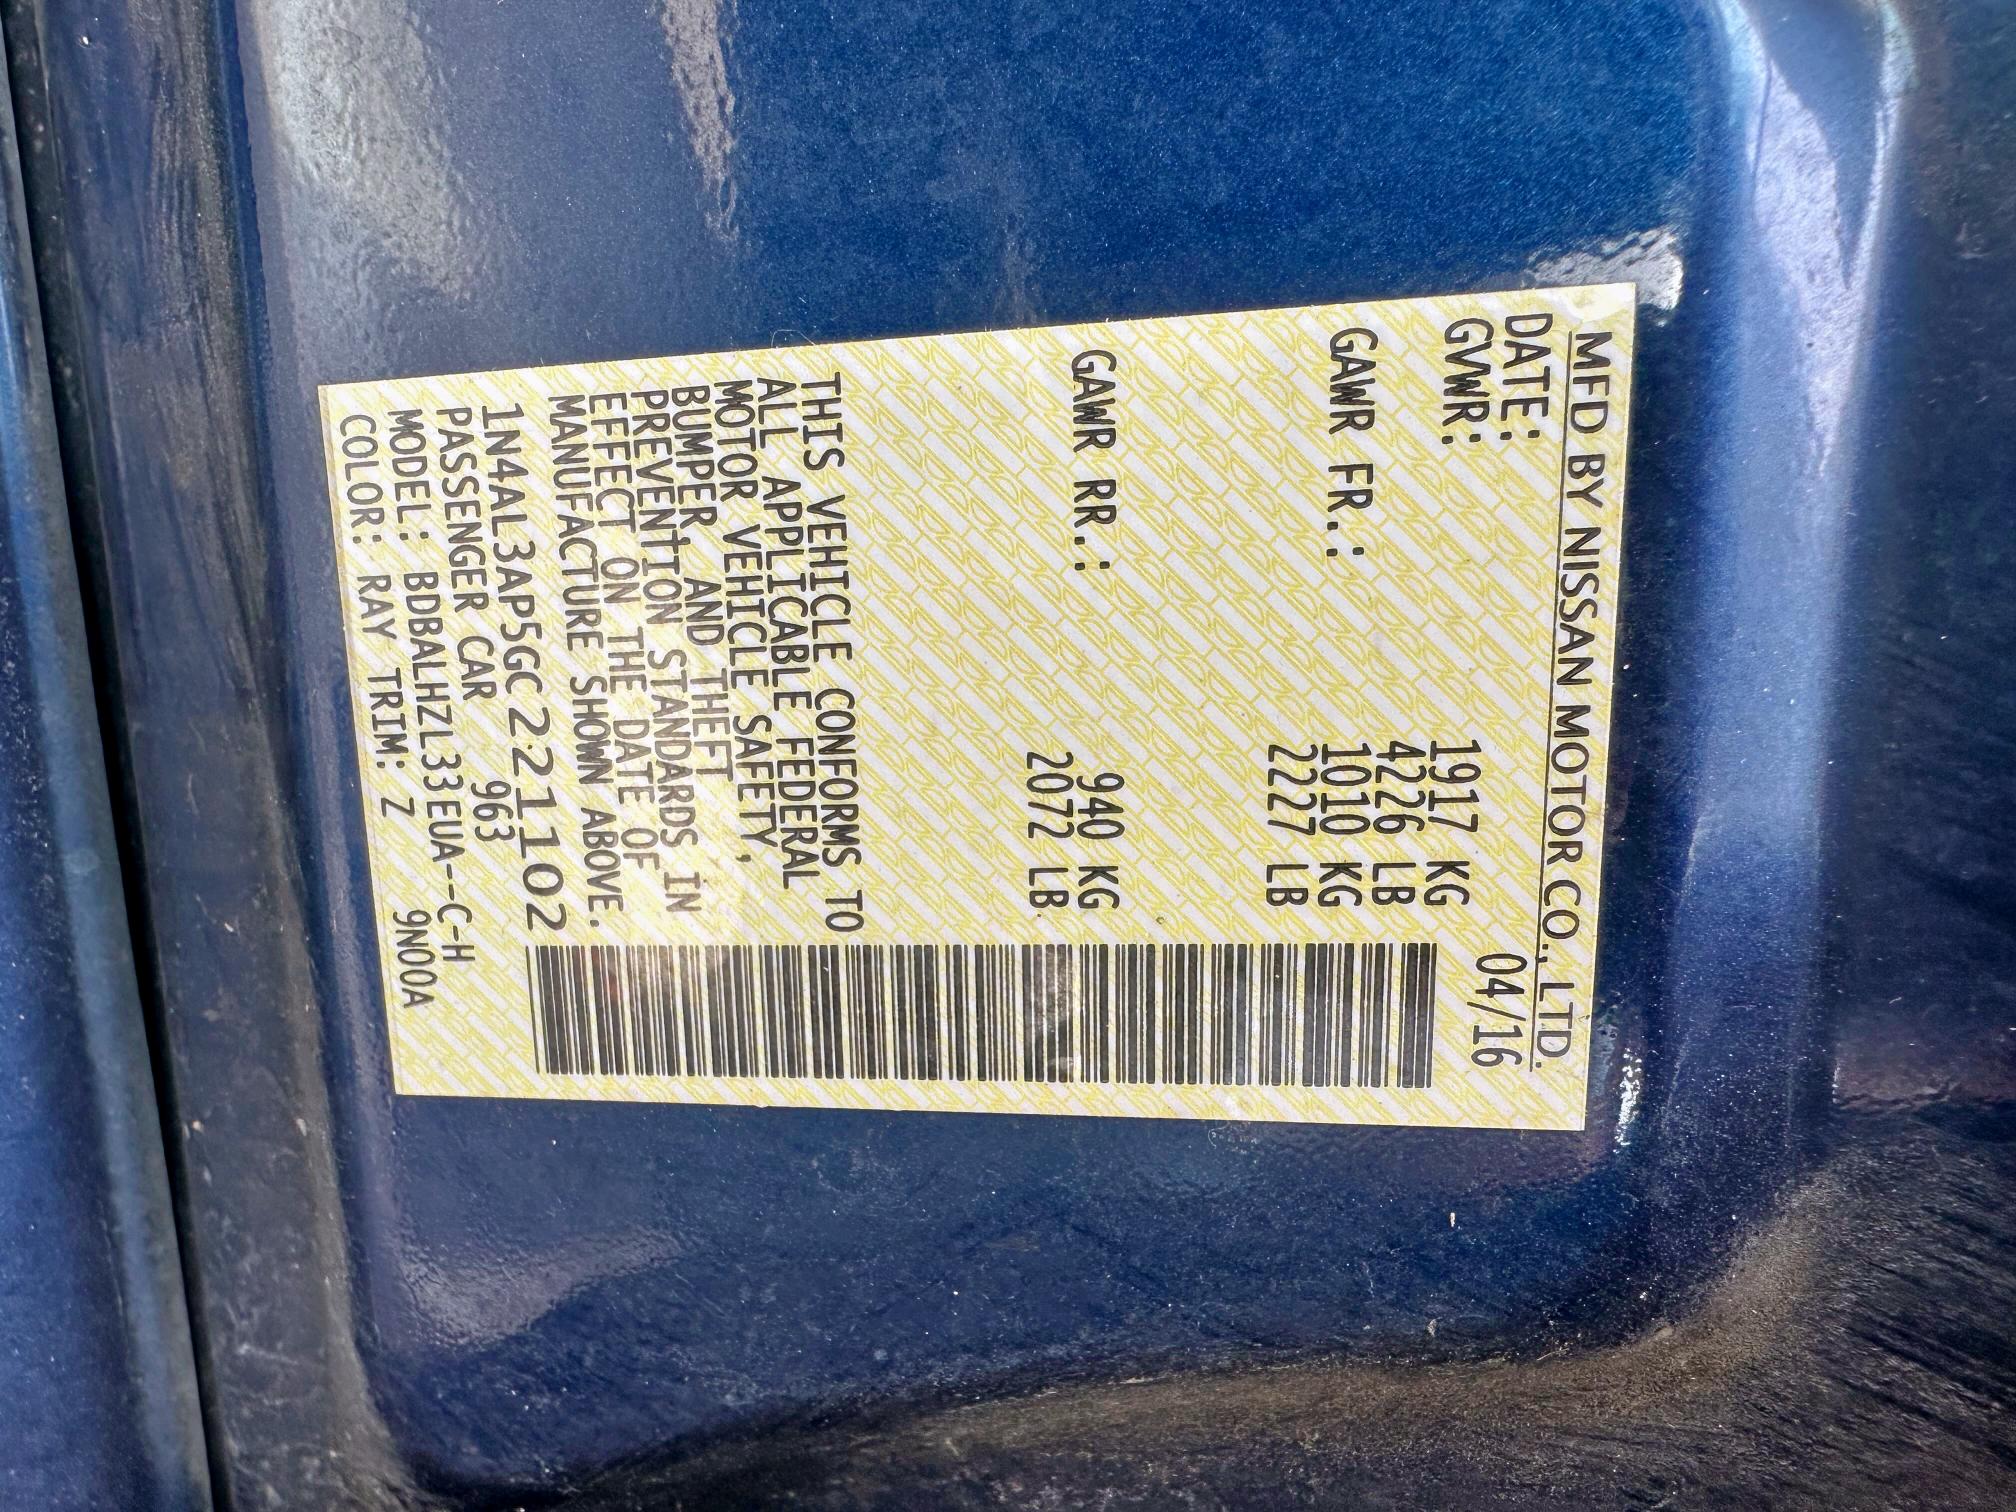 MFD BY NISSAN MOTOR CO., LTD.
DATE: 04/16
GVWR: 1917 KG
4226 LB
GAWR FR.: 1010 KG
2227 LB
GAWR RR.: 940 KG
2072 LB
THIS VEHICLE CONFORMS TO
ALL APPLICABLE FEDERAL
MOTOR VEHICLE SAFETY,
BUMPER, AND THEFT
PREVENTION STANDARDS IN
EFFECT ON THE DATE OF
MANUFACTURE SHOWN ABOVE.
1N4AL3AP5GC221102
PASSENGER CAR 963
MODEL: BDBALHZL33EUA--C-H
COLOR: RAY TRIM: Z 9N00A